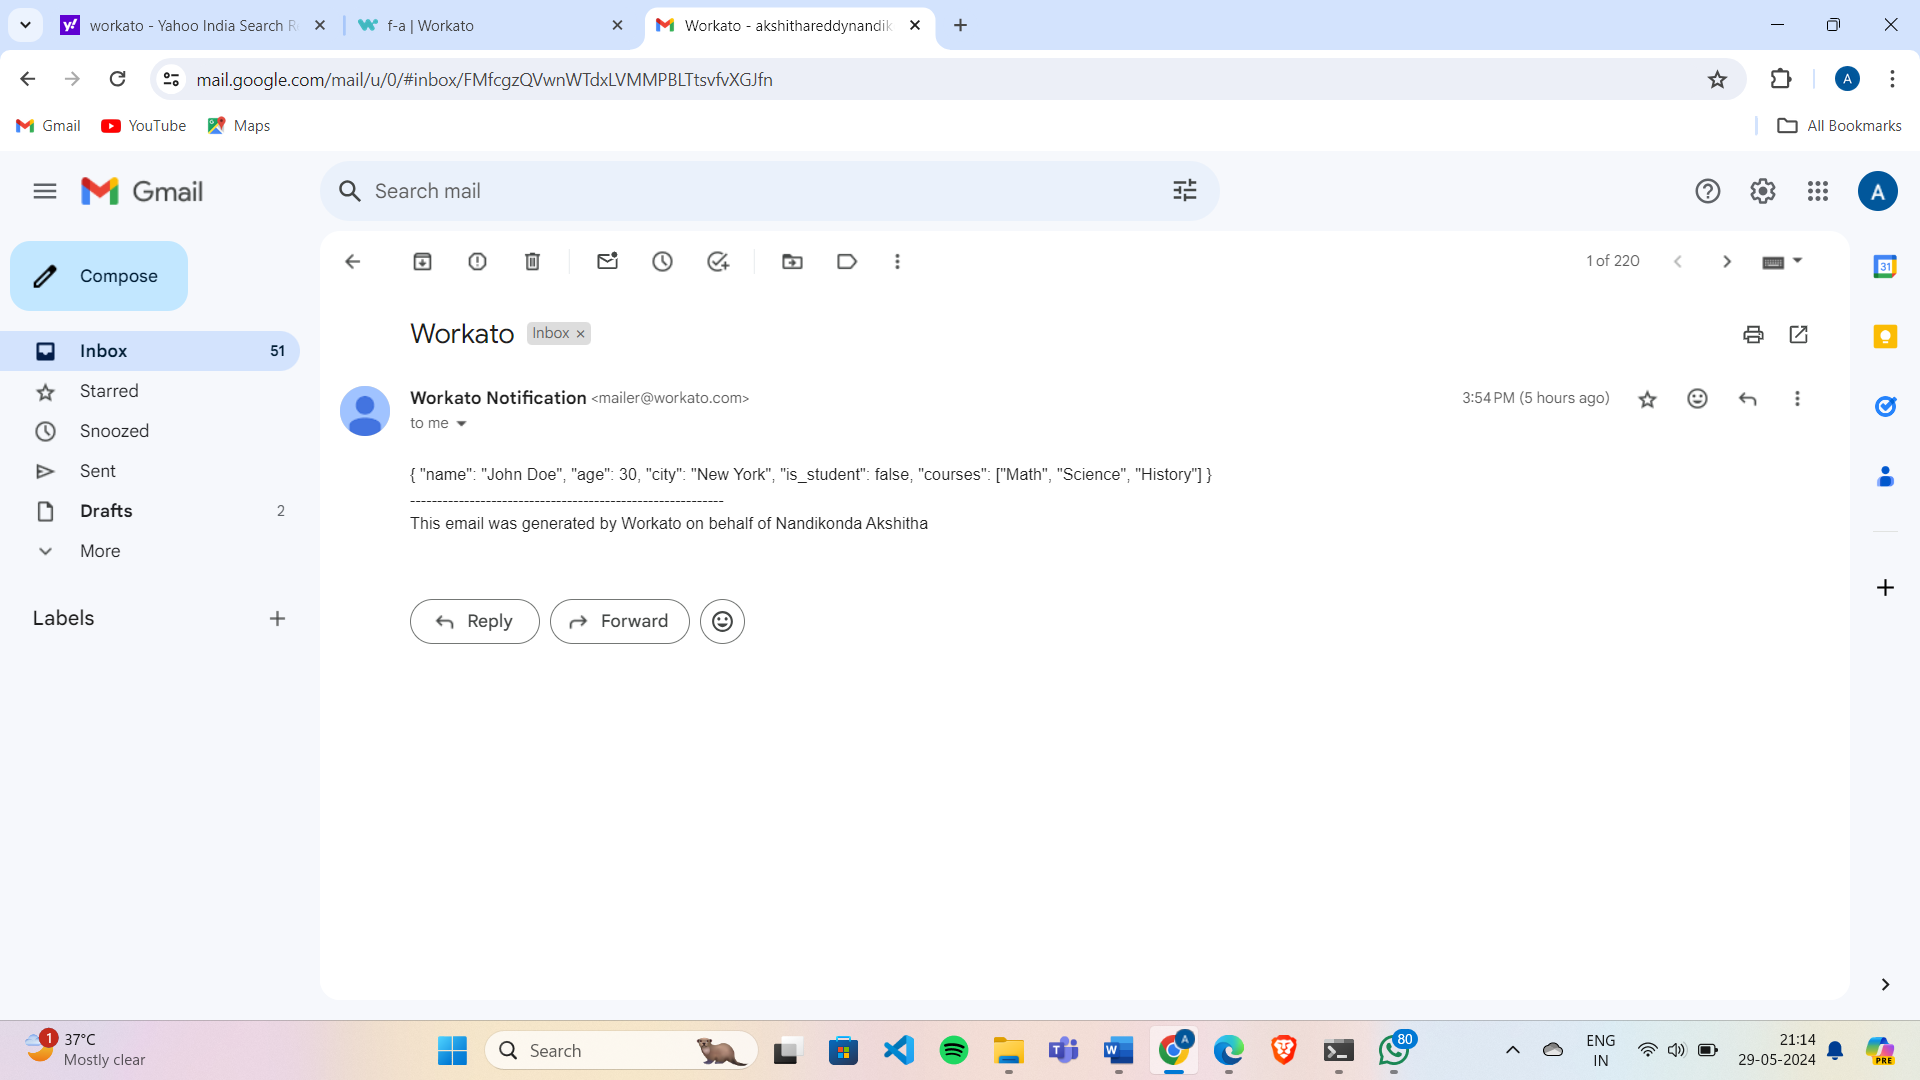 workato - Yahoo India Search Re
f-a | Workato
Workato - akshithareddynandik
mail.google.com/mail/u/0/#inbox/FMfcgzQVwnWTdxLVMMPBLTtsvfvXGJfn
A
Gmail
YouTube
Maps
All Bookmarks
Gmail
Search mail
A
Compose
1 of 220
31
Workato
Inbox ×
Inbox 51
Starred
Workato Notification <mailer@workato.com>
3:54 PM (5 hours ago)
to me
Snoozed
Sent
{ "name": "John Doe", "age": 30, "city": "New York", "is_student": false, "courses": ["Math", "Science", "History"] }
----------------------------------------------------------
Drafts 2
This email was generated by Workato on behalf of Nandikonda Akshitha
More
Labels
Reply
Forward
1
37°C
Mostly clear
Search
A
80
ENG
IN
21:14
29-05-2024
PRE